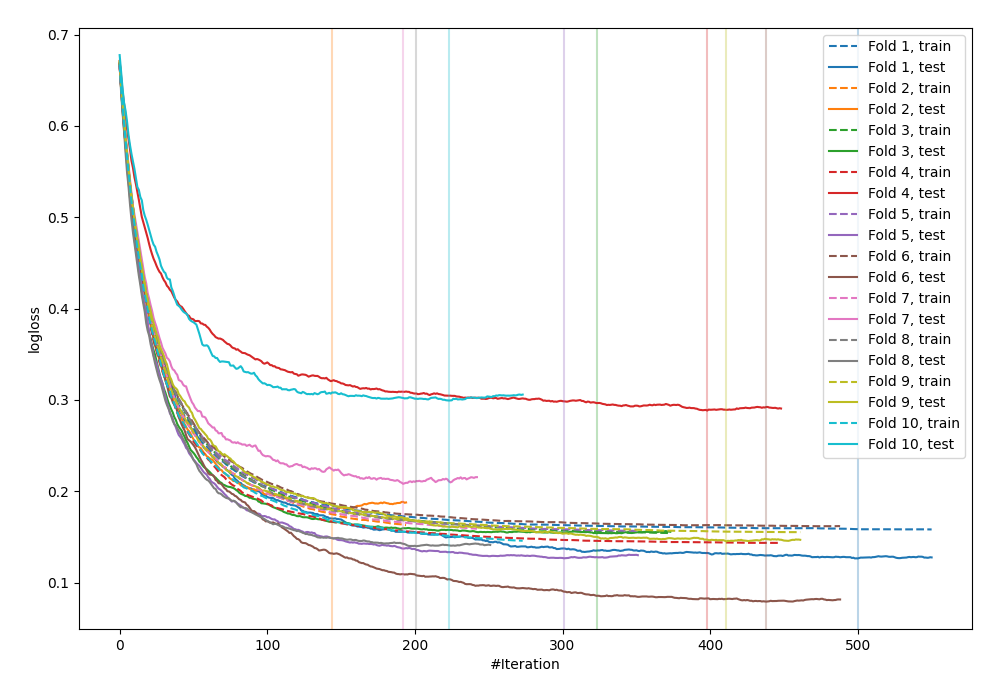 0.7
0.6
0.5
0.4
0.3
0.2
0.1
logloss
0
100
200
300
400
500
#Iteration
Fold 1, train
Fold 1, test
Fold 2, train
Fold 2, test
Fold 3, train
Fold 3, test
Fold 4, train
Fold 4, test
Fold 5, train
Fold 5, test
Fold 6, train
Fold 6, test
Fold 7, train
Fold 7, test
Fold 8, train
Fold 8, test
Fold 9, train
Fold 9, test
Fold 10, train
Fold 10, test